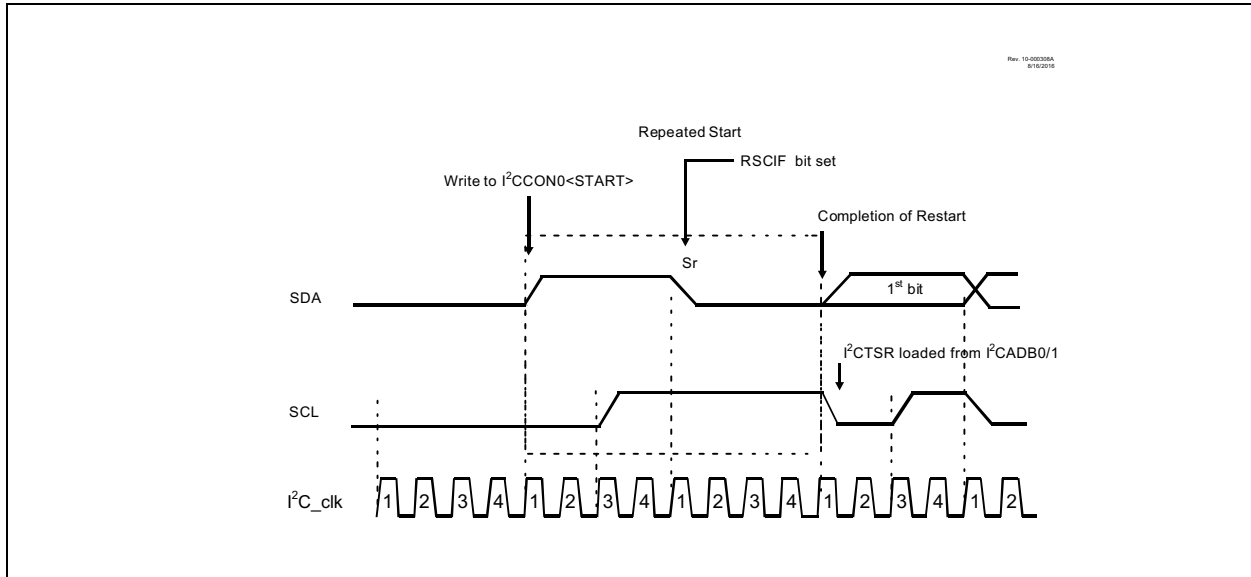 Rev. 10-000308A
8/16/2016
Repeated Start
RSCIF bit set
Write to I²CCON0<START>
Completion of Restart
Sr
SDA
1st bit
I²CTSR loaded from I²CADB0/1
SCL
I²C_clk
1 2 3 4 1 2 3 4 1 2 3 4 1 2 3 4 1 2